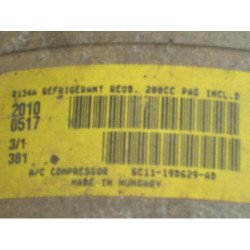 R134A REFRIGERANT REQD. 200CC PAG INCL.D
2010
0517
3/1
381
A/C COMPRESSOR 6C11-19D629-AD
MADE IN HUNGARY